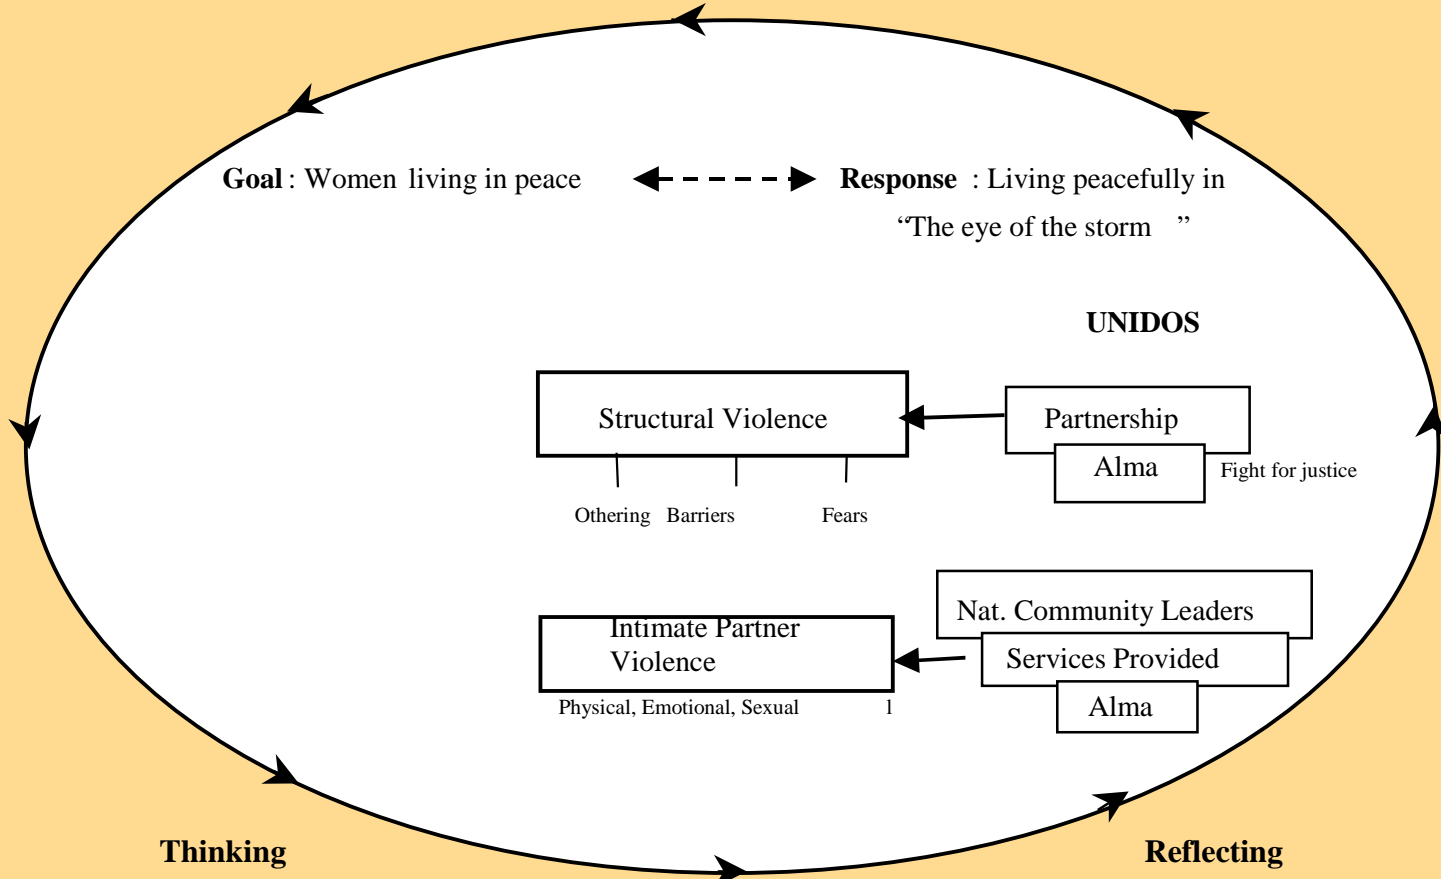 Goal : Women living in peace
Response : Living peacefully in
“The eye of the storm ”
UNIDOS
Structural Violence
Partnership
Alma
Fight for justice
Othering Barriers Fears
Nat. Community Leaders
Intimate Partner
Violence
Services Provided
Alma
Physical, Emotional, Sexual l
Thinking
Reflecting